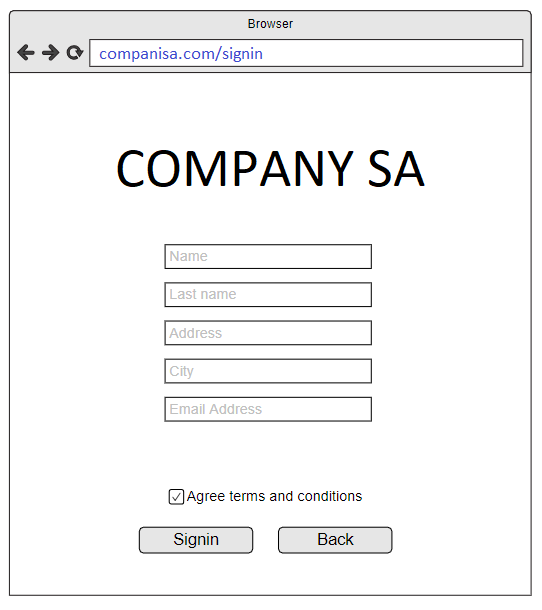 Browser
companisa.com/signin
COMPANY SA
Name
Last name
Address
City
Email Address
Agree terms and conditions
Signin Back